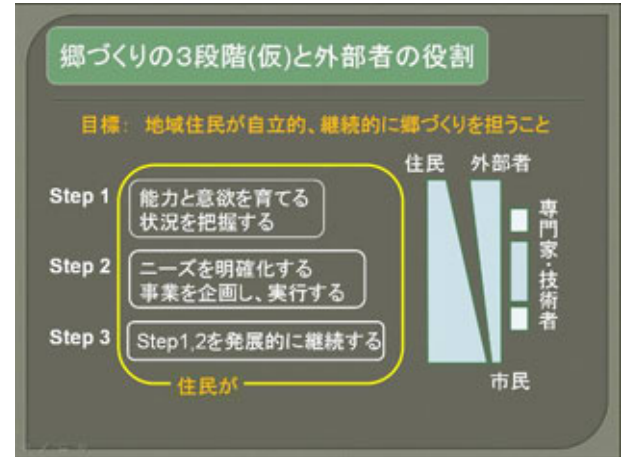 郷づくりの3段階(仮)と外部者の役割
目標： 地域住民が自立的、継続的に郷づくりを担うこと
住民 外部者
Step 1
能力と意欲を育てる
状況を把握する
Step 2
ニーズを明確化する
事業を企画し、実行する
Step 3
Step1,2を発展的に継続する
住民が
専門家・技術者
市民